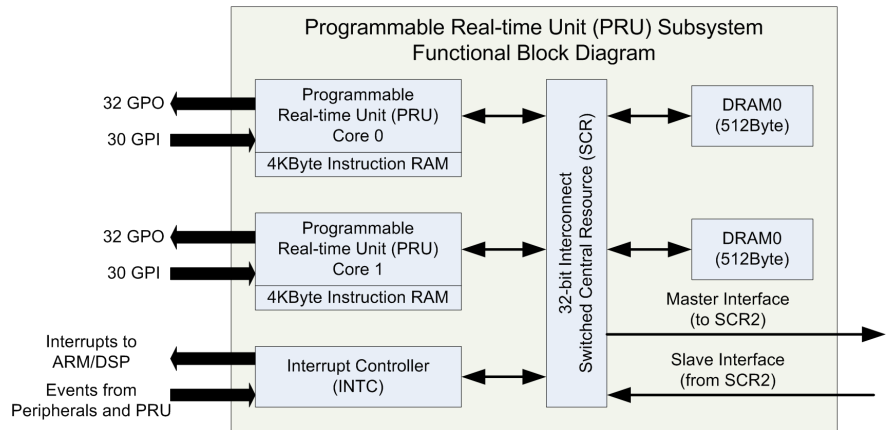 Programmable Real-time Unit (PRU) Subsystem
Functional Block Diagram
32 GPO
30 GPI
Programmable
Real-time Unit (PRU)
Core 0
4KByte Instruction RAM
DRAM0
(512Byte)
32 GPO
30 GPI
Programmable
Real-time Unit (PRU)
Core 1
4KByte Instruction RAM
32-bit Interconnect
Switched Central Resource (SCR)
DRAM0
(512Byte)
Master Interface
(to SCR2)
Interrupts to
ARM/DSP
Events from
Peripherals and PRU
Interrupt Controller
(INTC)
Slave Interface
(from SCR2)